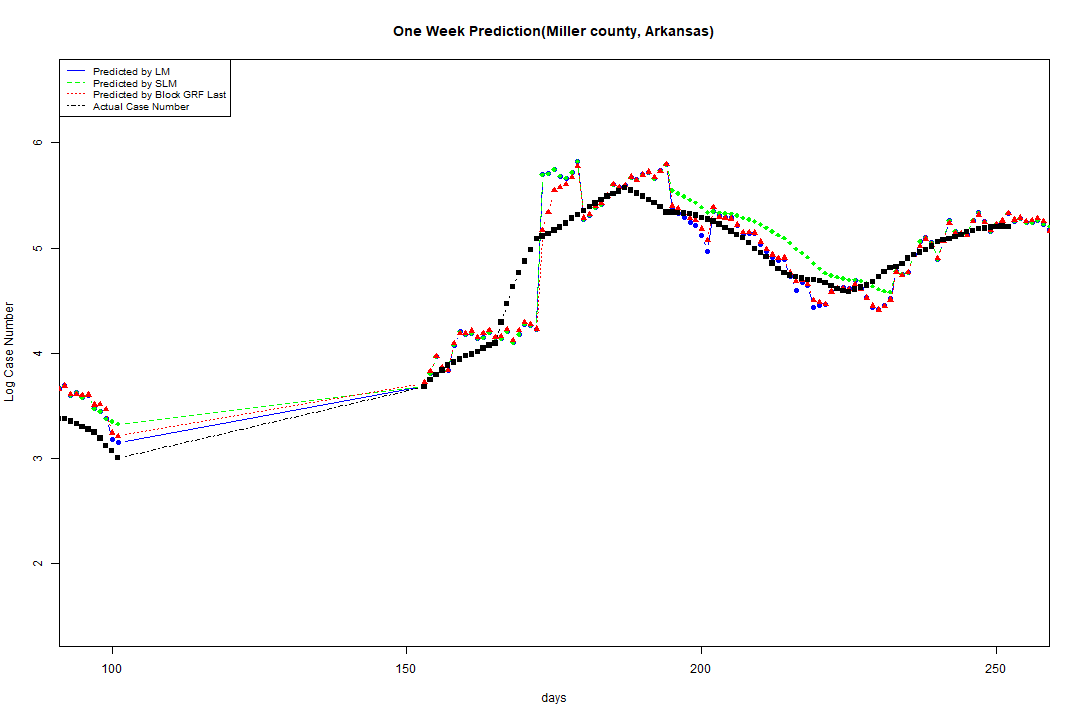 One Week Prediction(Miller county, Arkansas)
Predicted by LM
Predicted by SLM
Predicted by Block GRF Last
Actual Case Number
6
5
4
3
2
Log Case Number
100
150
200
250
days